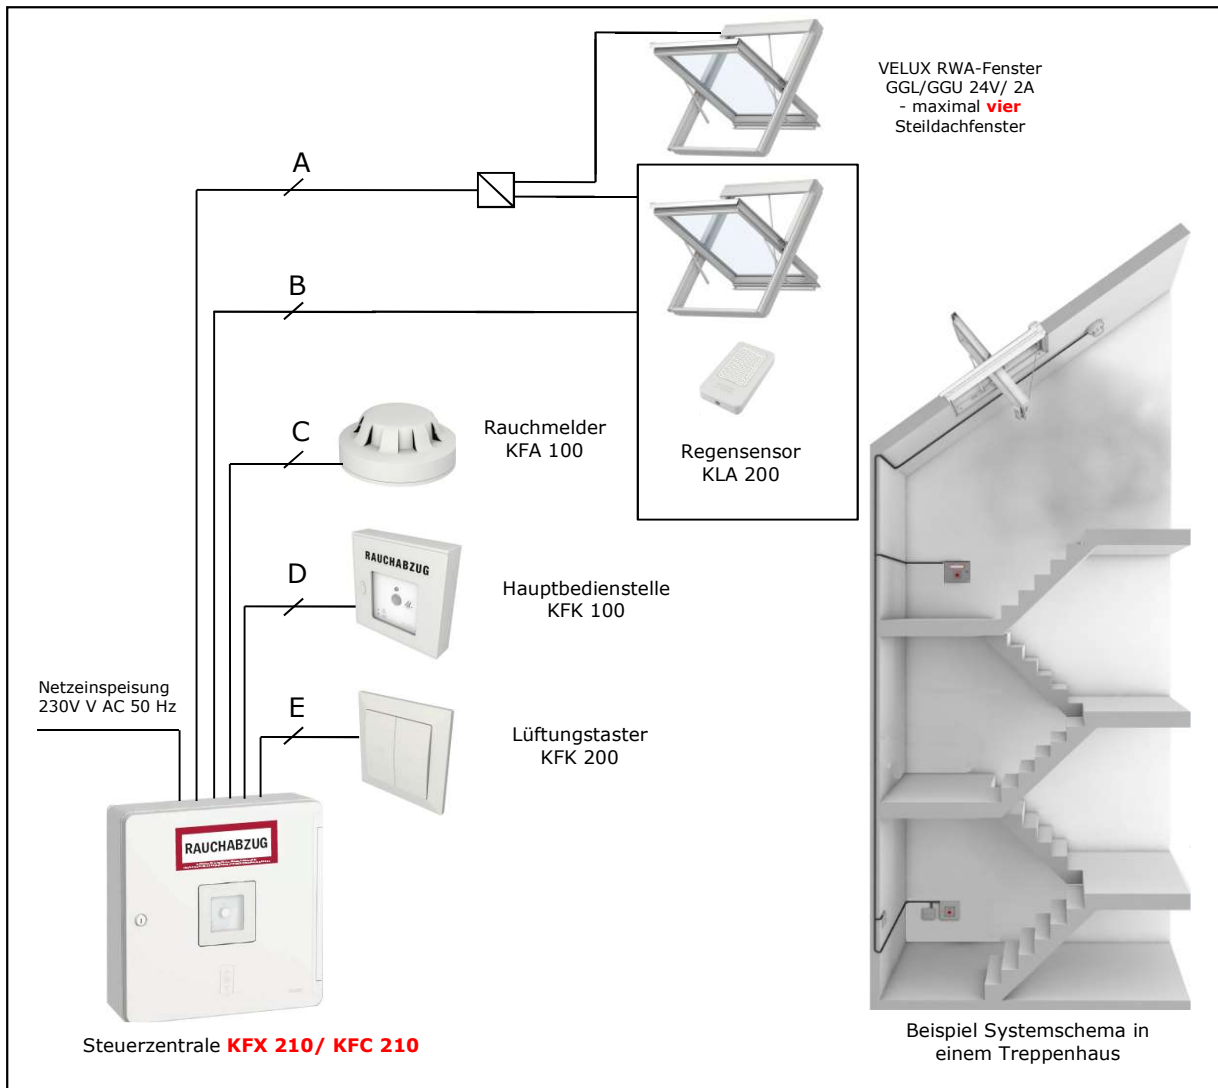 VELUX RWA-Fenster
GGL/GGU 24V/ 2A
- maximal vier
Steildachfenster
A
B
C
Rauchmelder
KFA 100
Regensensor
KLA 200
RAUCHABZUG
D
Hauptbedienstelle
KFK 100
Netzeinspeisung
230V V AC 50 Hz
E
Lüftungstaster
KFK 200
RAUCHABZUG
Steuerzentrale KFX 210/ KFC 210
Beispiel Systemschema in
einem Treppenhaus